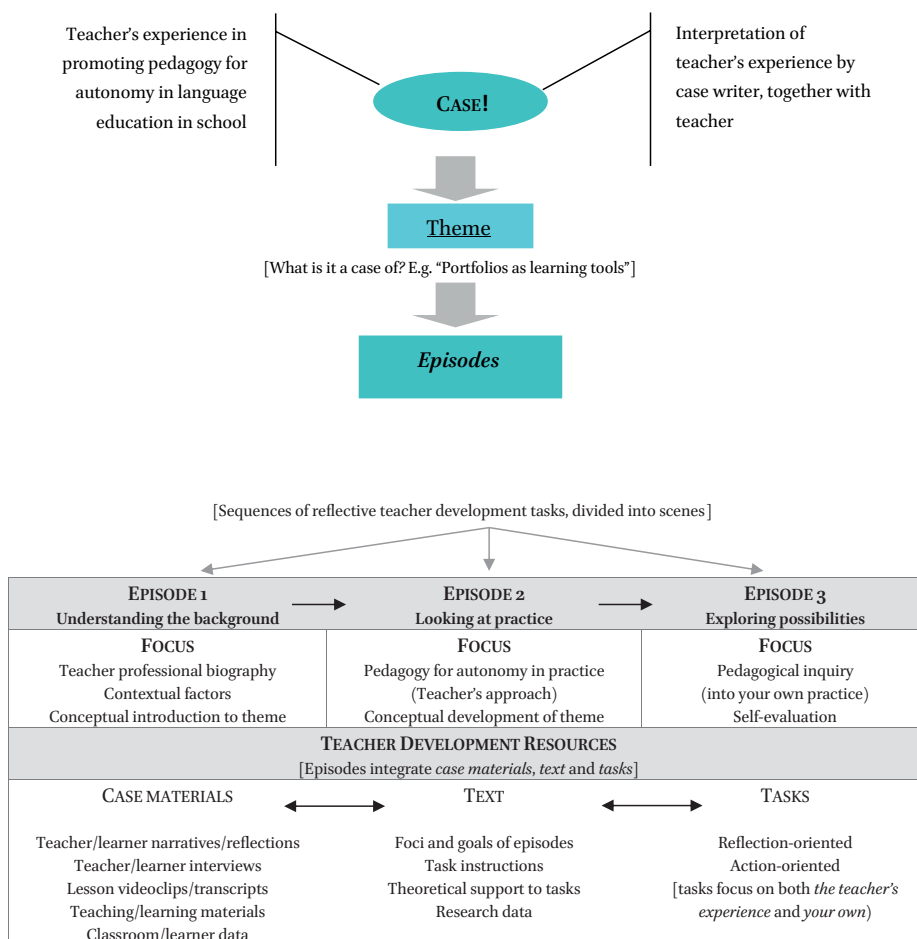 Teacher's experience in
promoting pedagogy for
autonomy in language
education in school
CASE!
Interpretation of
teacher's experience by
case writer, together with
teacher
Theme
[What is it a case of? E.g. “Portfolios as learning tools”]
Episodes
[Sequences of reflective teacher development tasks, divided into scenes]
EPISODE 1
Understanding the background
EPISODE 2
Looking at practice
EPISODE 3
Exploring possibilities
FOCUS
Teacher professional biography
Contextual factors
Conceptual introduction to theme
FOCUS
Pedagogy for autonomy in practice
(Teacher's approach)
Conceptual development of theme
FOCUS
Pedagogical inquiry
(into your own practice)
Self-evaluation
TEACHER DEVELOPMENT RESOURCES
[Episodes integrate case materials, text and tasks]
CASE MATERIALS
Teacher/learner narratives/reflections
Teacher/learner interviews
Lesson videoclips/transcripts
Teaching/learning materials
Classroom/learner data
TEXT
Foci and goals of episodes
Task instructions
Theoretical support to tasks
Research data
TASKS
Reflection-oriented
Action-oriented
[tasks focus on both the teacher's
experience and your own)